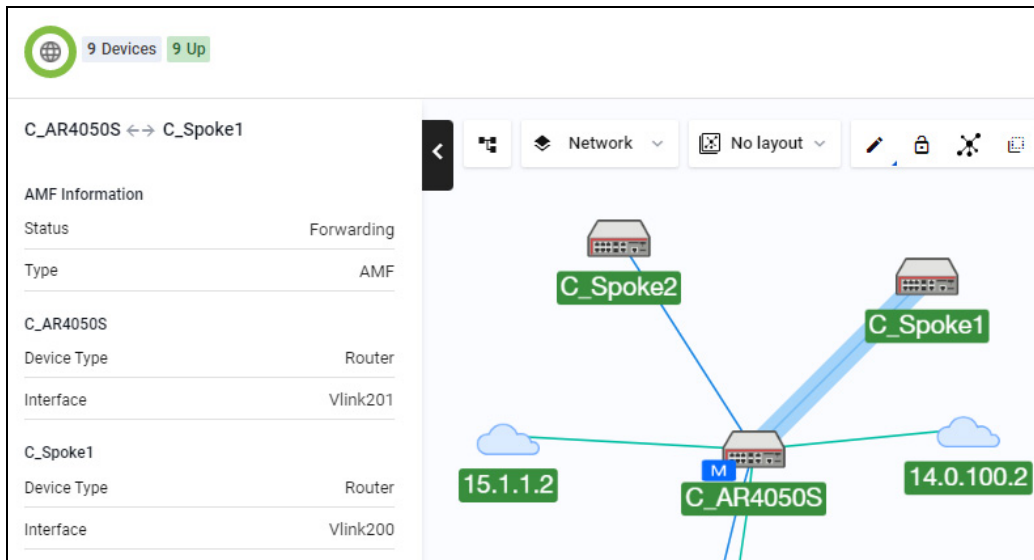 9 Devices 9 Up
C_AR4050S ←→ C_Spoke1
AMF Information
Status Forwarding
Type AMF
C_AR4050S
Device Type Router
Interface Vlink201
C_Spoke1
Device Type Router
Interface Vlink200
Network
No layout
C_Spoke2
C_Spoke1
15.1.1.2
M
C_AR4050S
14.0.100.2